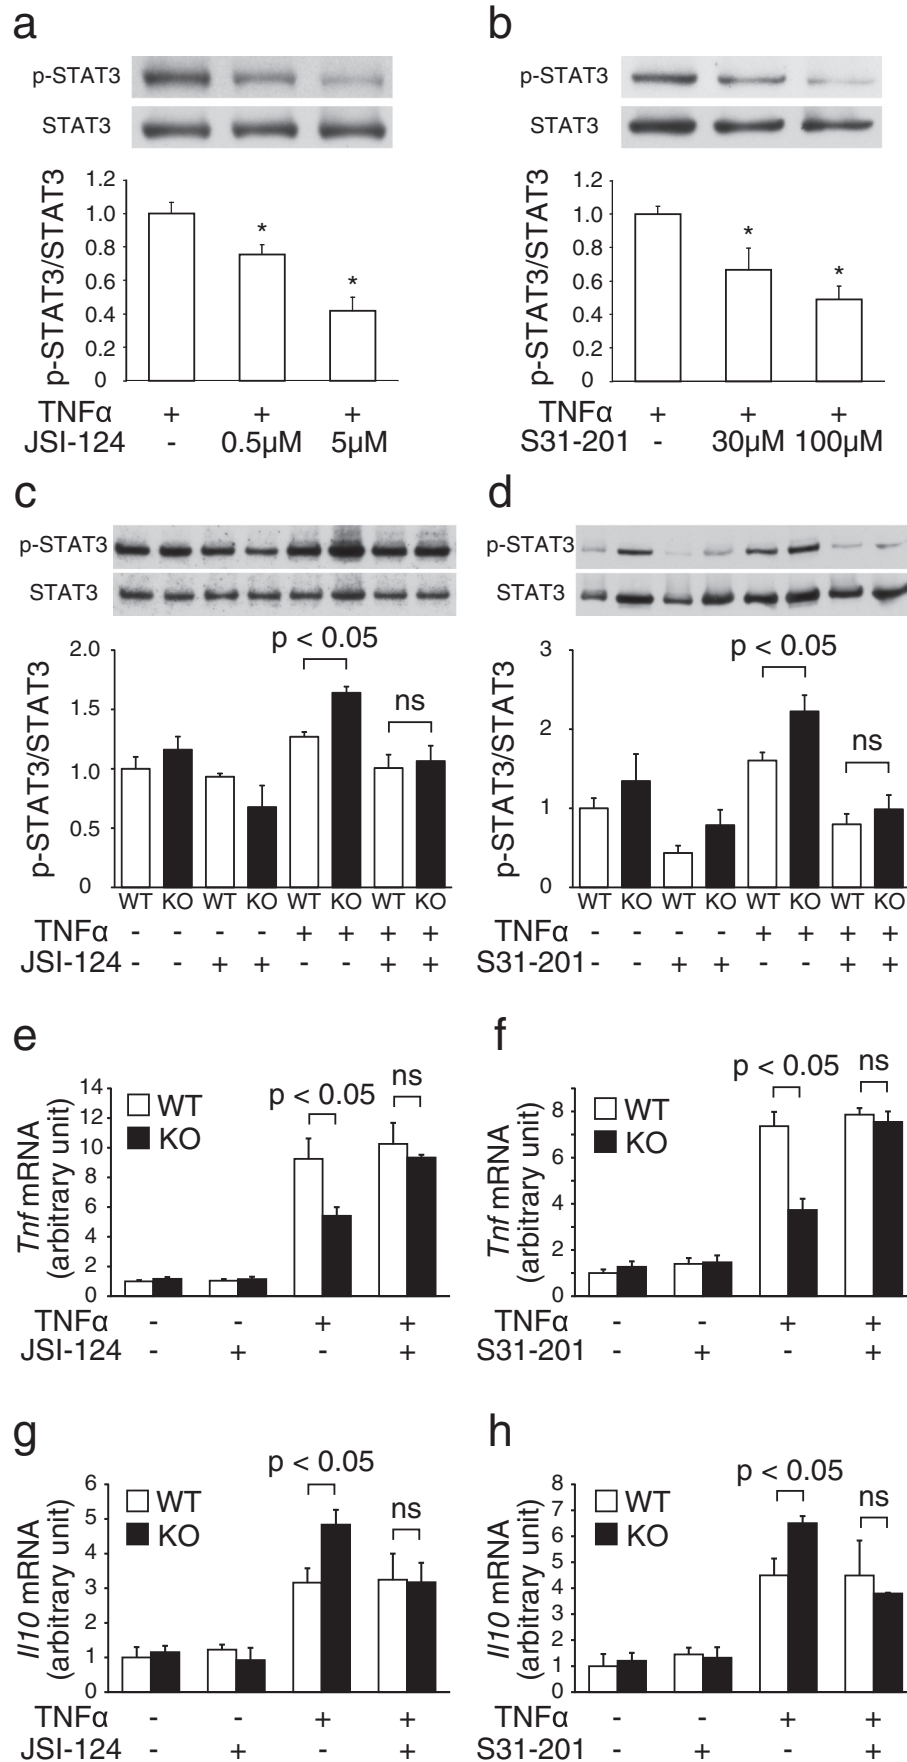 a
p-STAT3
STAT3
p-STAT3/STAT3
1.2
1.0
0.8
0.6
0.4
0.2
0
* *
TNFα + + +
JSI-124 - 0.5μM 5μM
b
p-STAT3
STAT3
p-STAT3/STAT3
1.2
1.0
0.8
0.6
0.4
0.2
0
* *
TNFα + + +
S31-201 - 30μM 100μM
c
p-STAT3
STAT3
p-STAT3/STAT3
2.0
1.5
1.0
0.5
0
p < 0.05
ns
WT KO WT KO WT KO WT KO
TNFα - - - - + + + +
JSI-124 - - + + - - + +
d
p-STAT3
STAT3
p-STAT3/STAT3
3
2
1
0
p < 0.05
ns
WT KO WT KO WT KO WT KO
TNFα - - - - + + + +
S31-201 - - + + - - + +
e
Tnf mRNA
(arbitrary unit)
14
12
10
8
6
4
2
0
WT
KO
p < 0.05
ns
TNFα - - + +
JSI-124 - + - +
f
Tnf mRNA
(arbitrary unit)
8
6
4
2
0
WT
KO
p < 0.05
ns
TNFα - - + +
S31-201 - + - +
g
Il10 mRNA
(arbitrary unit)
6
5
4
3
2
1
0
WT
KO
p < 0.05
ns
TNFα - - + +
JSI-124 - + - +
h
Il10 mRNA
(arbitrary unit)
8
7
6
5
4
3
2
1
0
WT
KO
p < 0.05
ns
TNFα - - + +
S31-201 - + - +